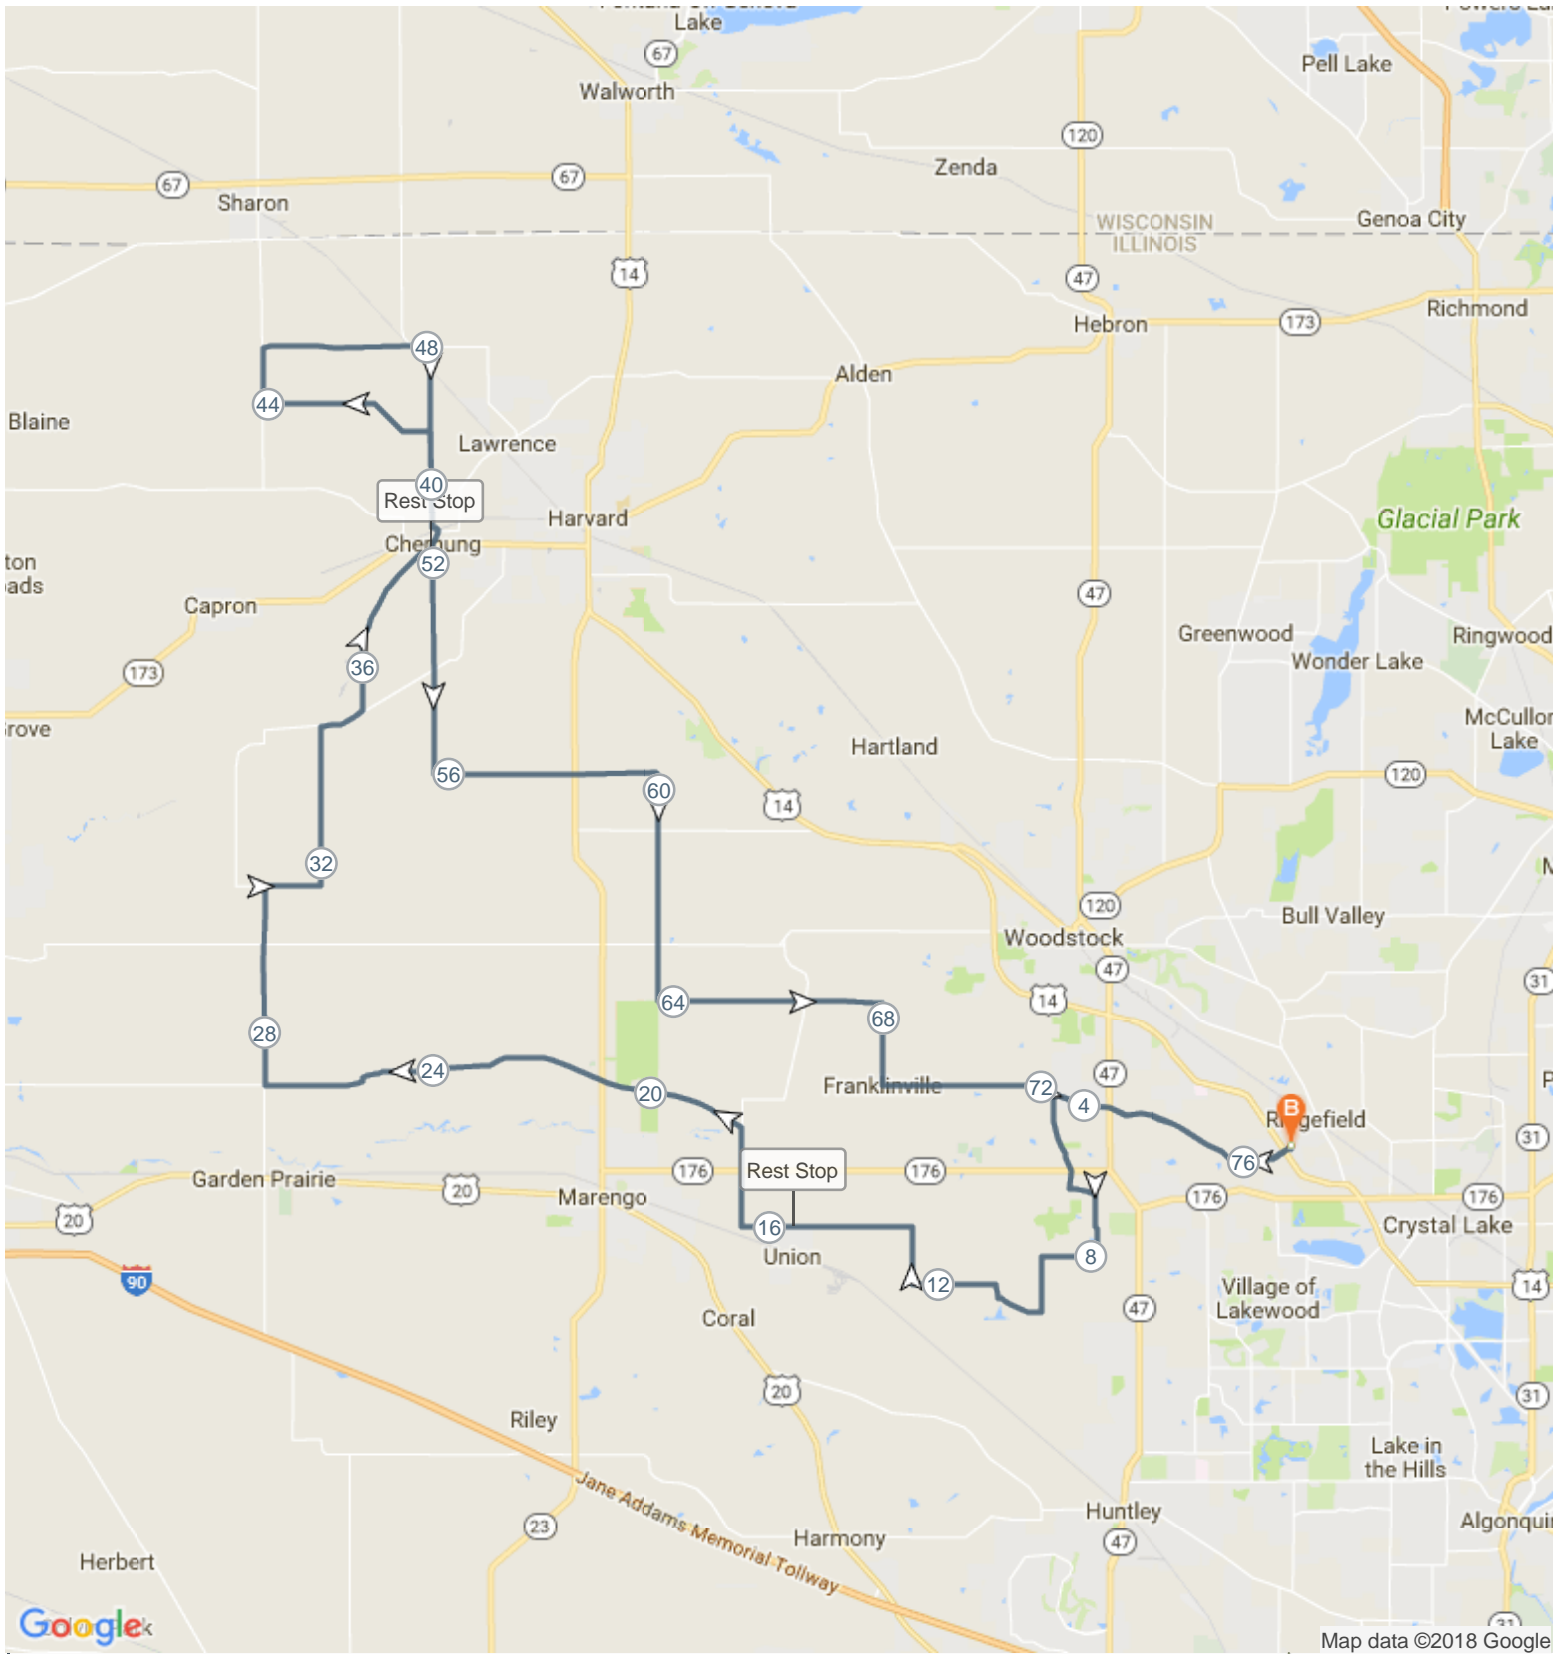 Lake
67
Walworth
Pell Lake
120
Zenda
67
67
Sharon
Genoa City
WISCONSIN
ILLINOIS
14
47
Richmond
Hebron
173
48
Alden
44
Blaine
Lawrence
40
Rest Stop
Harvard
Glacial Park
Chemung
52
ton
oads
47
Capron
Greenwood
Ringwood
36
Wonder Lake
173
McCullor
Lake
rove
Hartland
56
120
60
14
32
120
Bull Valley
Woodstock
47
31
64
14
68
28
24
47
Franklinville
72
20
4
B
Ridgefield
31
76
Rest Stop
176
176
Garden Prairie
20
Marengo
176
176
20
16
Crystal Lake
Union
8
90
12
Village of
Lakewood
14
47
Coral
20
31
Riley
Lake in
the Hills
Jane Addams Memorial Tollway
Huntley
23
Algonquin
Harmony
47
Herbert
31
Google
Map data ©2018 Google